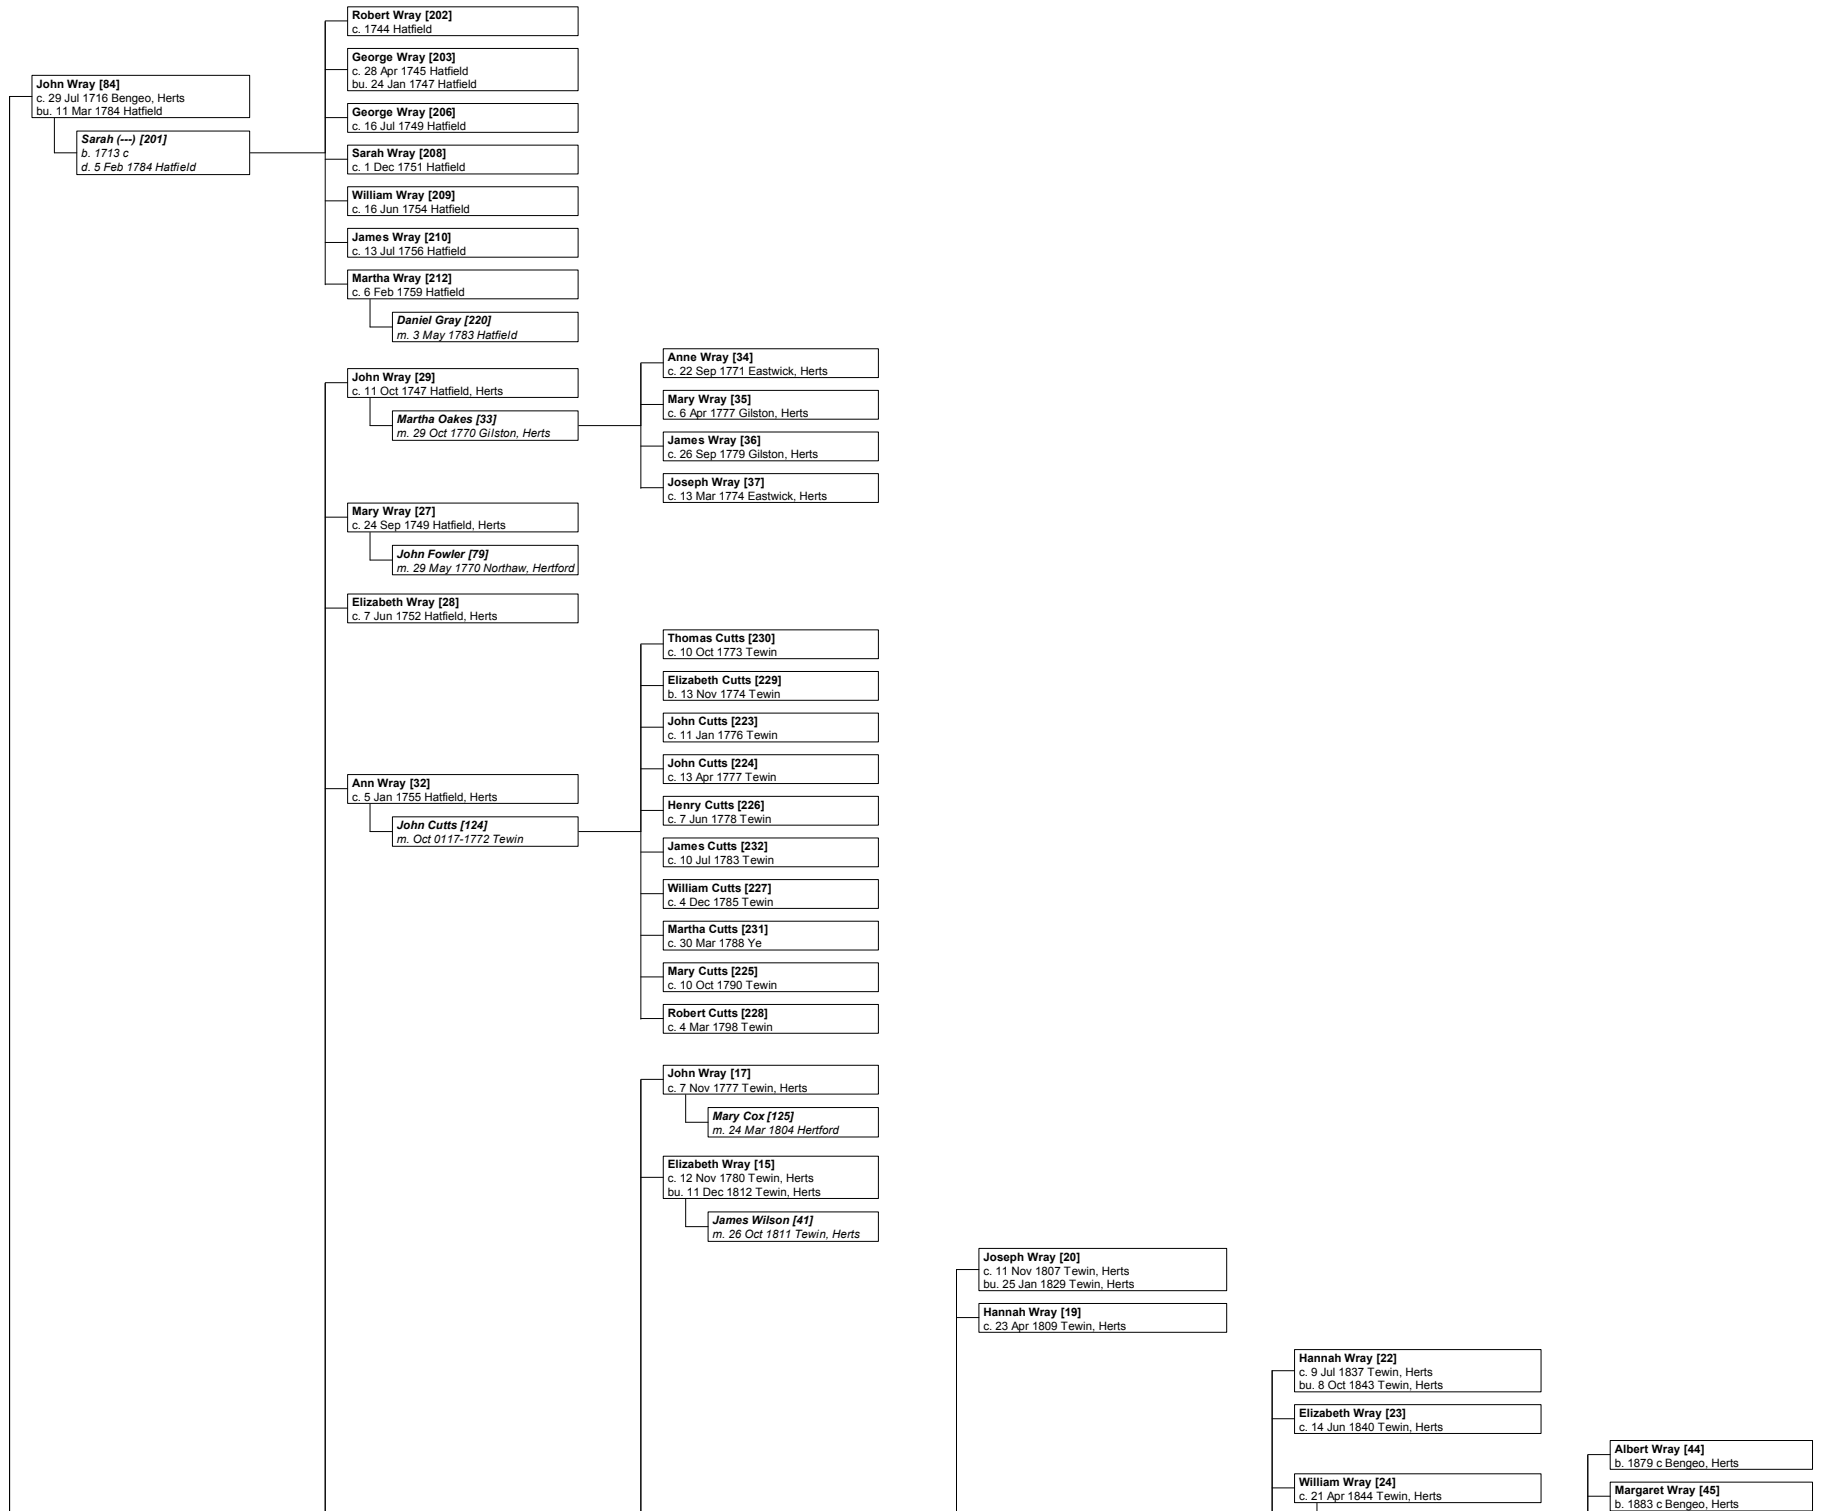 Robert Wray [202]
c. 1744 Hatfield
George Wray [203]
c. 28 Apr 1745 Hatfield
bu. 24 Jan 1747 Hatfield
John Wray [84]
c. 29 Jul 1716 Bengeo, Herts
bu. 11 Mar 1784 Hatfield
George Wray [206]
c. 16 Jul 1749 Hatfield
Sarah (---) [201]
b. 1713 c
d. 5 Feb 1784 Hatfield
Sarah Wray [208]
c. 1 Dec 1751 Hatfield
William Wray [209]
c. 16 Jun 1754 Hatfield
James Wray [210]
c. 13 Jul 1756 Hatfield
Martha Wray [212]
c. 6 Feb 1759 Hatfield
Daniel Gray [220]
m. 3 May 1783 Hatfield
Anne Wray [34]
c. 22 Sep 1771 Eastwick, Herts
John Wray [29]
c. 11 Oct 1747 Hatfield, Herts
Mary Wray [35]
c. 6 Apr 1777 Gilston, Herts
Martha Oakes [33]
m. 29 Oct 1770 Gilston, Herts
James Wray [36]
c. 26 Sep 1779 Gilston, Herts
Joseph Wray [37]
c. 13 Mar 1774 Eastwick, Herts
Mary Wray [27]
c. 24 Sep 1749 Hatfield, Herts
John Fowler [79]
m. 29 May 1770 Northaw, Hertford
Elizabeth Wray [28]
c. 7 Jun 1752 Hatfield, Herts
Thomas Cutts [230]
c. 10 Oct 1773 Tewin
Elizabeth Cutts [229]
b. 13 Nov 1774 Tewin
John Cutts [223]
c. 11 Jan 1776 Tewin
John Cutts [224]
c. 13 Apr 1777 Tewin
Ann Wray [32]
c. 5 Jan 1755 Hatfield, Herts
Henry Cutts [226]
c. 7 Jun 1778 Tewin
John Cutts [124]
m. Oct 0117-1772 Tewin
James Cutts [232]
c. 10 Jul 1783 Tewin
William Cutts [227]
c. 4 Dec 1785 Tewin
Martha Cutts [231]
c. 30 Mar 1788 Ye
Mary Cutts [225]
c. 10 Oct 1790 Tewin
Robert Cutts [228]
c. 4 Mar 1798 Tewin
John Wray [17]
c. 7 Nov 1777 Tewin, Herts
Mary Cox [125]
m. 24 Mar 1804 Hertford
Elizabeth Wray [15]
c. 12 Nov 1780 Tewin, Herts
bu. 11 Dec 1812 Tewin, Herts
James Wilson [41]
m. 26 Oct 1811 Tewin, Herts
Joseph Wray [20]
c. 11 Nov 1807 Tewin, Herts
bu. 25 Jan 1829 Tewin, Herts
Hannah Wray [19]
c. 23 Apr 1809 Tewin, Herts
Hannah Wray [22]
c. 9 Jul 1837 Tewin, Herts
bu. 8 Oct 1843 Tewin, Herts
Elizabeth Wray [23]
c. 14 Jun 1840 Tewin, Herts
Albert Wray [44]
b. 1879 c Bengeo, Herts
William Wray [24]
c. 21 Apr 1844 Tewin, Herts
Margaret Wray [45]
b. 1883 c Bengeo, Herts